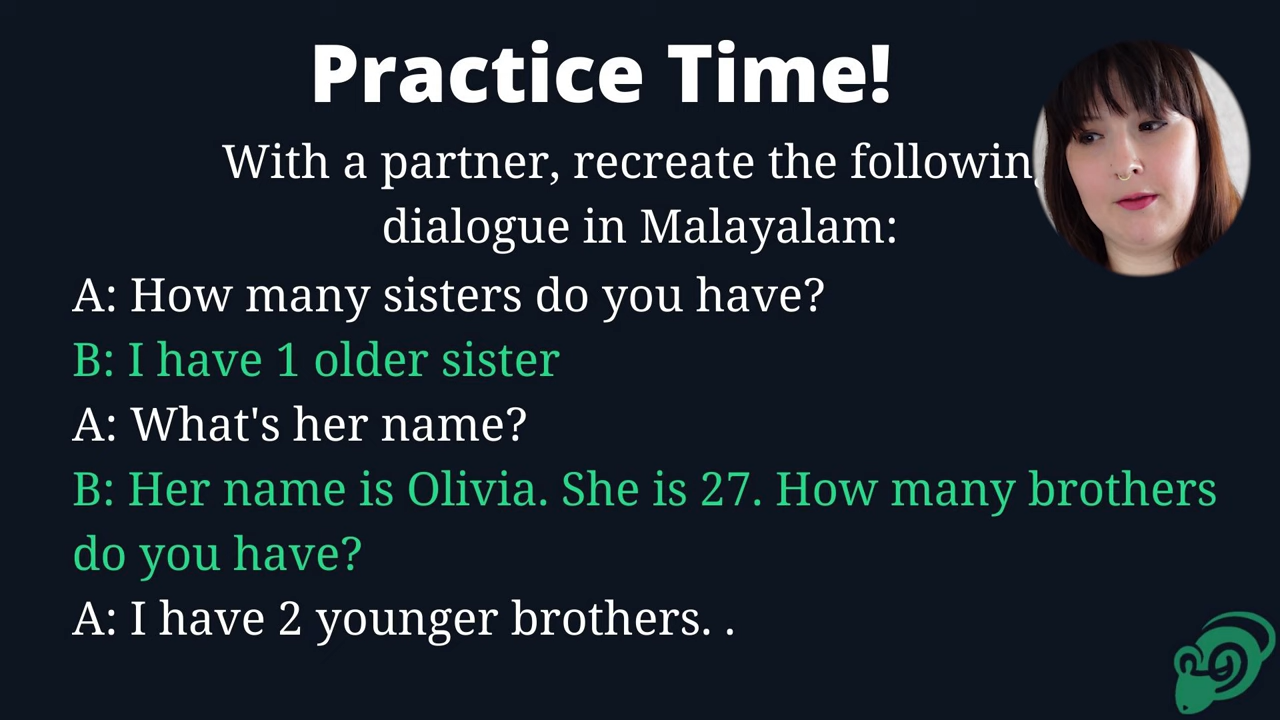 Practice Time!
With a partner, recreate the following
dialogue in Malayalam:
A: How many sisters do you have?
B: I have 1 older sister
A: What's her name?
B: Her name is Olivia. She is 27. How many brothers
do you have?
A: I have 2 younger brothers. .